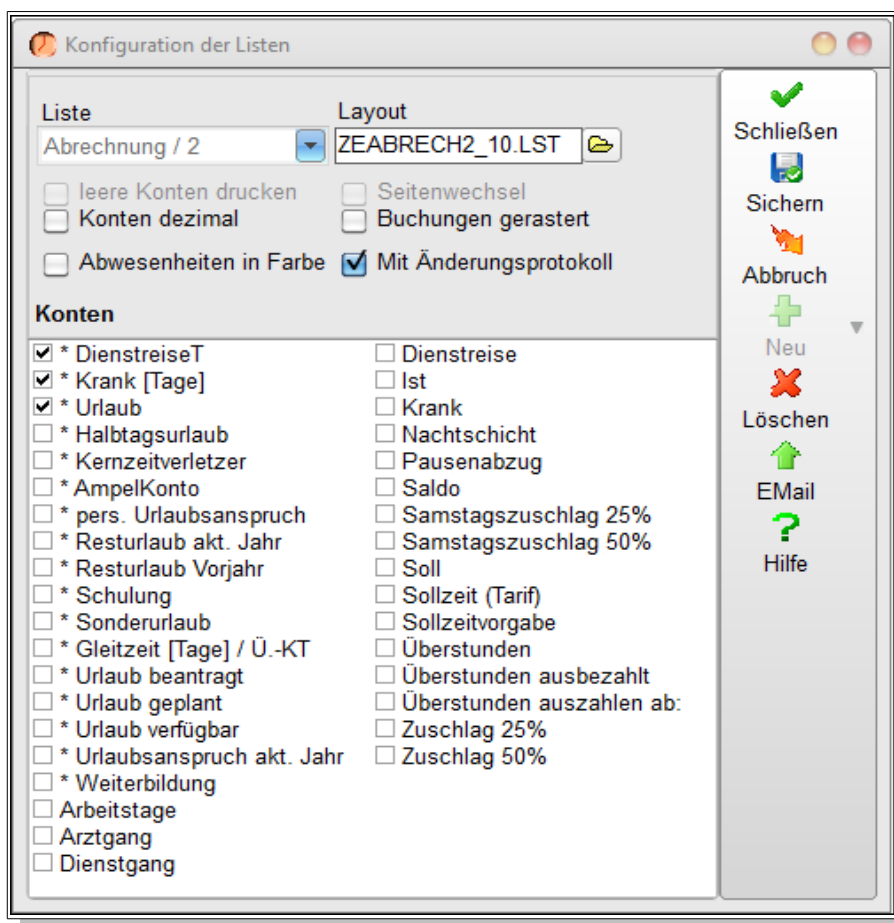 Konfiguration der Listen
Liste
Layout
Abrechnung / 2
ZEABRECH2_10.LST
leere Konten drucken
Seitenwechsel
Konten dezimal
Buchungen gerastert
Abwesenheiten in Farbe
Mit Änderungsprotokoll
Konten
* DienstreiseT
* Krank [Tage]
* Urlaub
* Halbtagsurlaub
* Kernzeitverletzer
* AmpelKonto
* pers. Urlaubsanspruch
* Resturlaub akt. Jahr
* Resturlaub Vorjahr
* Schulung
* Sonderurlaub
* Gleitzeit [Tage] / Ü.-KT
* Urlaub beantragt
* Urlaub geplant
* Urlaub verfügbar
* Urlaubsanspruch akt. Jahr
* Weiterbildung
Arbeitstage
Arztgang
Dienstgang
Dienstreise
Ist
Krank
Nachtschicht
Pausenabzug
Saldo
Samstagszuschlag 25%
Samstagszuschlag 50%
Soll
Sollzeit (Tarif)
Sollzeitvorgabe
Überstunden
Überstunden ausbezahlt
Überstunden auszahlen ab:
Zuschlag 25%
Zuschlag 50%
Schließen
Sichern
Abbruch
Neu
Löschen
EMail
Hilfe